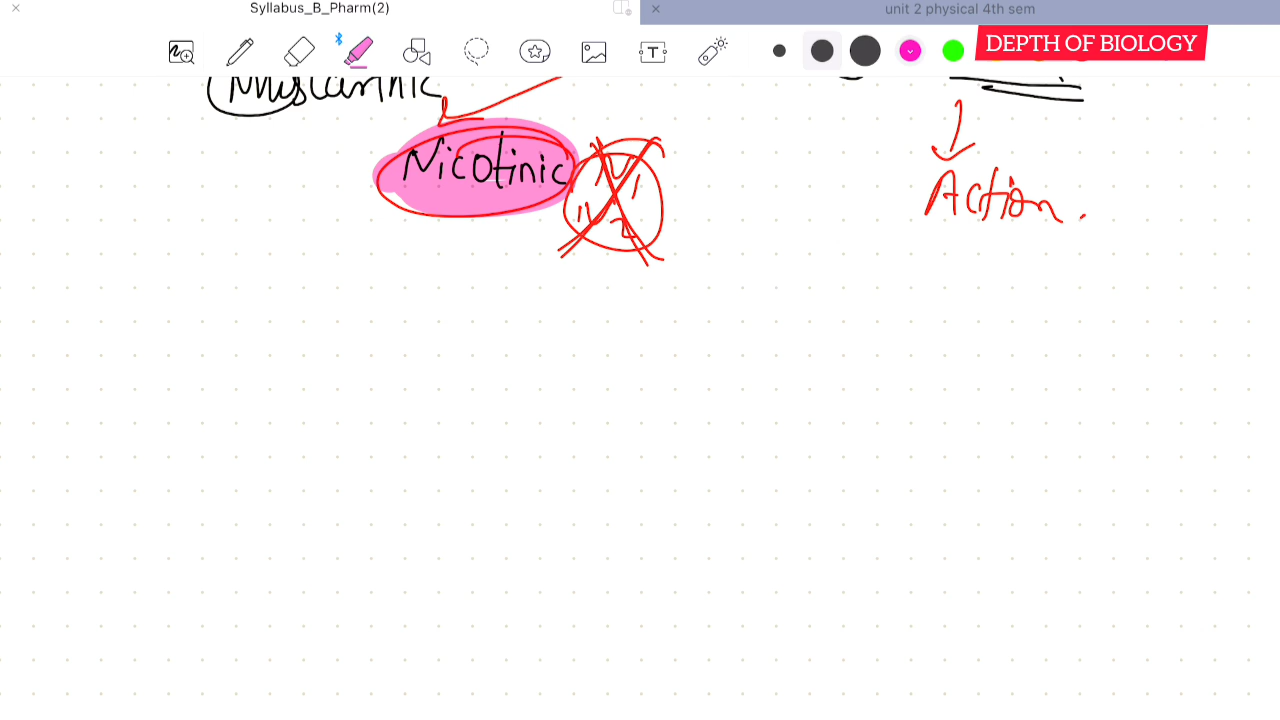 Syllabus_B_Pharm(2)
unit 2 physical 4th sem
DEPTH OF BIOLOGY
T
Nicotinic
Action.